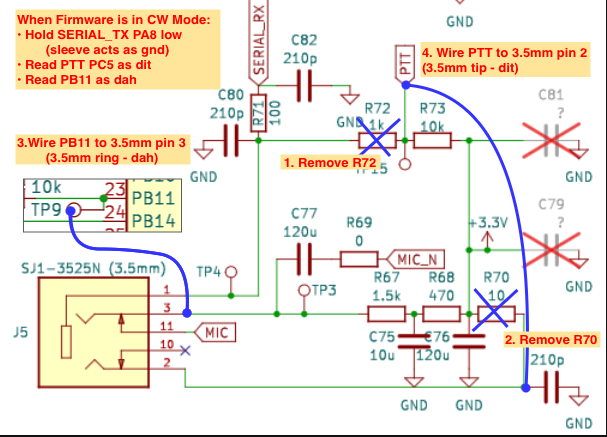 When Firmware is in CW Mode:
• Hold SERIAL_TX PA8 low
(sleeve acts as gnd)
• Read PTT PC5 as dit
• Read PB11 as dah
SERIAL_RX
GND
C82
210p
PTT
4. Wire PTT to 3.5mm pin 2
(3.5mm tip - dit)
C80
210p
R71
100
GND
R72
1k
R73
10k
C81
?
3.Wire PB11 to 3.5mm pin 3
(3.5mm ring - dah)
GND
1. Remove R72
TP15
GND
10k
23
PB10
PB11
TP9
24
PB14
25
C77
120u
R69
0
MIC_N
+3.3V
C79
?
SJ1-3525N (3.5mm)
TP4
TP3
GND
R67
1.5k
R68
470
R70
10
J5
1
3
11
MIC
10
2
C75
10u
C76
120u
2. Remove R70
210p
GND
GND
GND